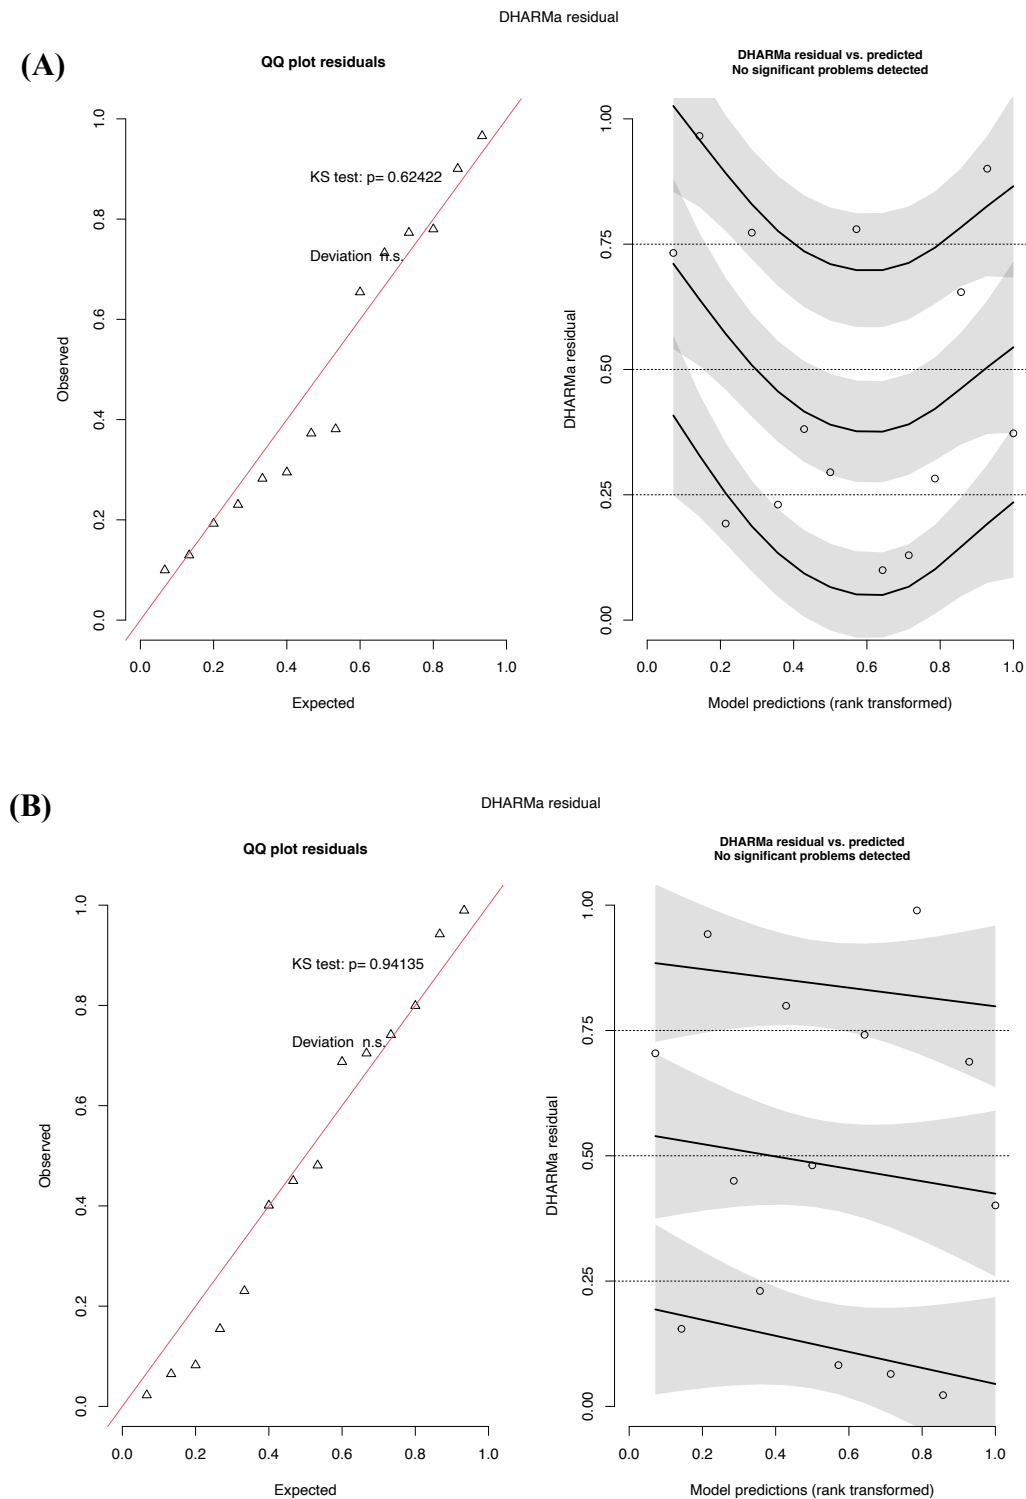 DHARMa residual
(A)
QQ plot residuals
KS test: p= 0.62422
Deviation n.s.
Observed
0.0 0.2 0.4 0.6 0.8 1.0
0.0 0.2 0.4 0.6 0.8 1.0
Expected
DHARMa residual vs. predicted
No significant problems detected
DHARMa residual
0.00 0.25 0.50 0.75 1.00
0.0 0.2 0.4 0.6 0.8 1.0
Model predictions (rank transformed)
(B)
DHARMa residual
QQ plot residuals
KS test: p= 0.94135
Deviation n.s.
Observed
0.0 0.2 0.4 0.6 0.8 1.0
0.0 0.2 0.4 0.6 0.8 1.0
Expected
DHARMa residual vs. predicted
No significant problems detected
DHARMa residual
0.00 0.25 0.50 0.75 1.00
0.0 0.2 0.4 0.6 0.8 1.0
Model predictions (rank transformed)